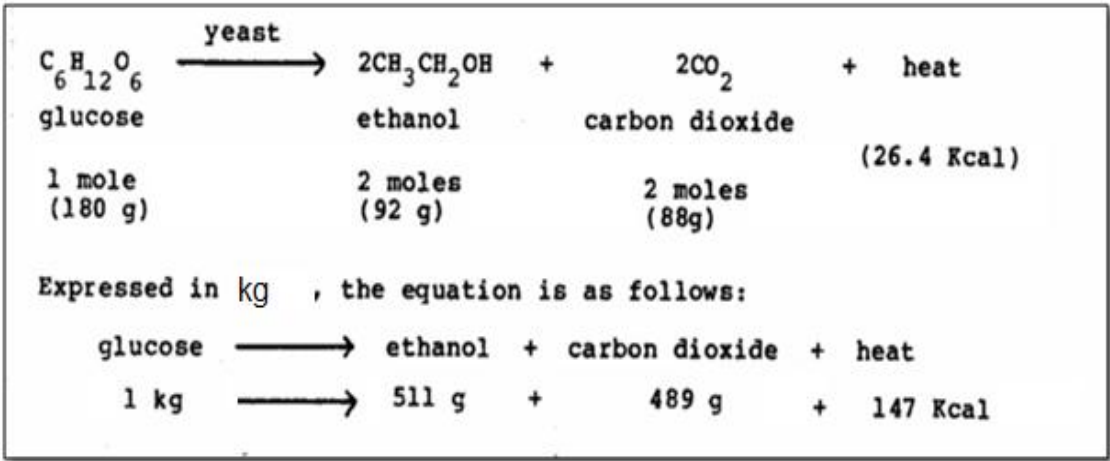 yeast
C6H12O6 ⟶ 2CH3CH2OH + 2CO2 + heat
glucose ethanol carbon dioxide
(26.4 Kcal)
1 mole 2 moles 2 moles
(180 g) (92 g) (88g)
Expressed in kg , the equation is as follows:
glucose ⟶ ethanol + carbon dioxide + heat
1 kg ⟶ 511 g + 489 g + 147 Kcal